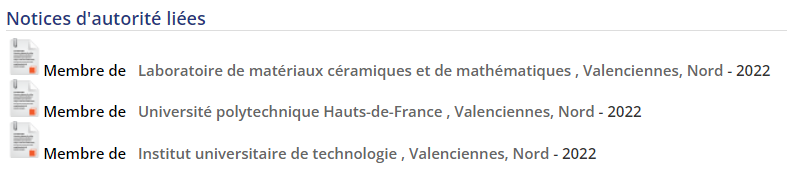 Notices d'autorité liées
Membre de Laboratoire de matériaux céramiques et de mathématiques , Valenciennes, Nord - 2022
Membre de Université polytechnique Hauts-de-France , Valenciennes, Nord - 2022
Membre de Institut universitaire de technologie , Valenciennes, Nord - 2022